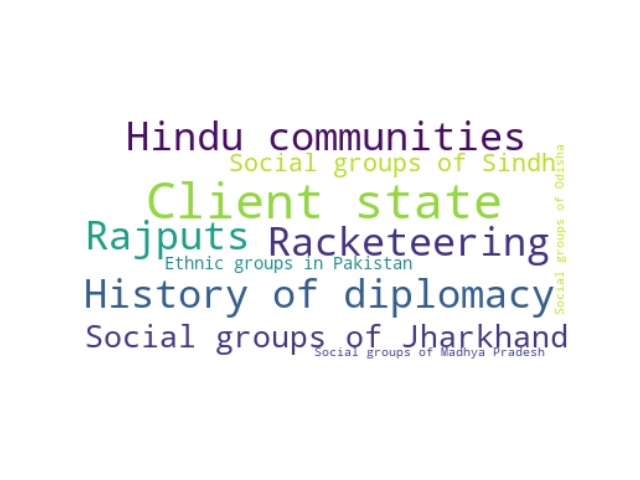 Hindu communities
Social groups of Sindh
Client state
Rajputs
Racketeering
Ethnic groups in Pakistan
History of diplomacy
Social groups of Jharkhand
Social groups of Madhya Pradesh
Social groups of Odisha